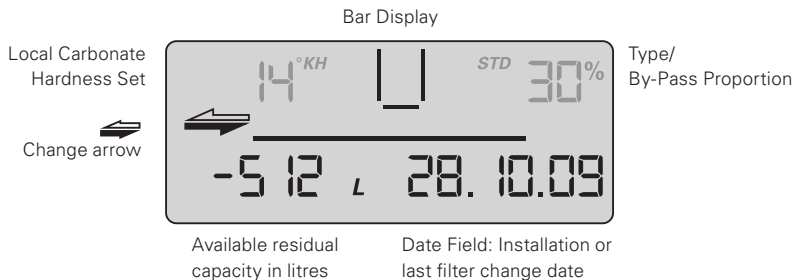 Bar Display
Local Carbonate
Hardness Set
14 °KH
STD 30%
Type/
By-Pass Proportion
Change arrow
-512 L 28.10.09
Available residual
capacity in litres
Date Field: Installation or
last filter change date